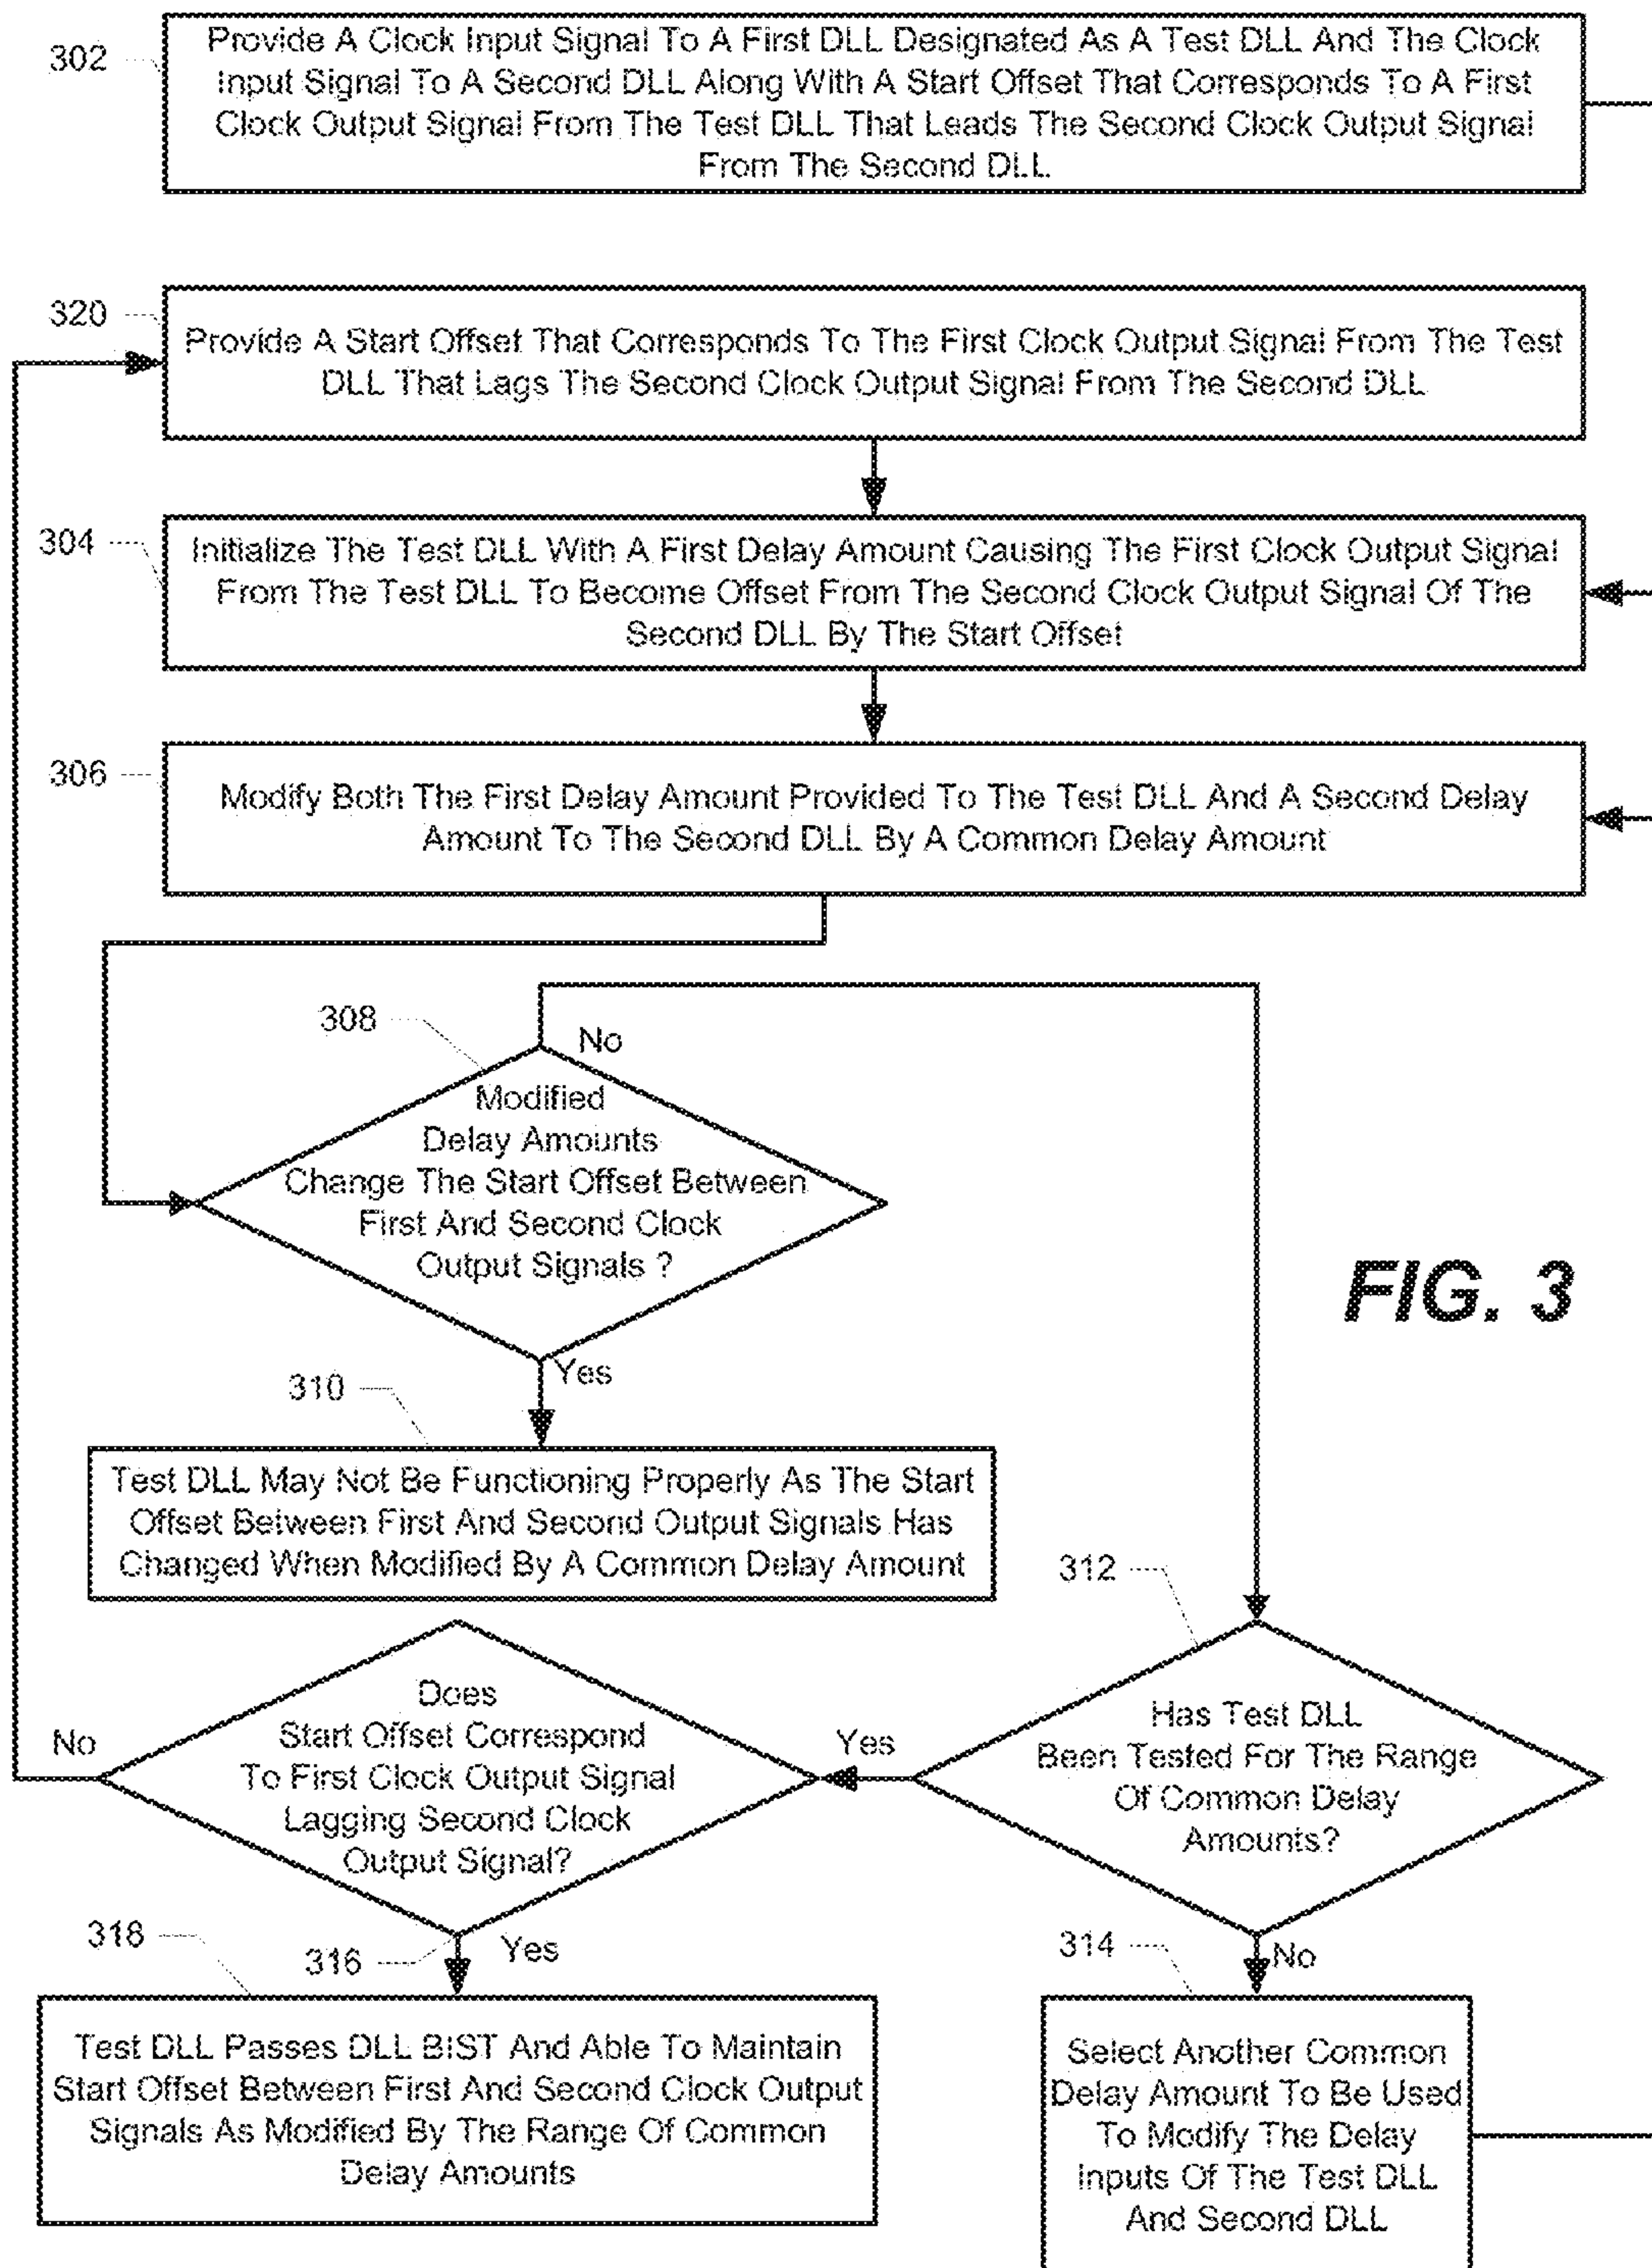 302
Provide A Clock Input Signal To A First DLL Designated As A Test DLL And The Clock
Input Signal To A Second DLL Along With A Start Offset That Corresponds To A First
Clock Output Signal From The Test DLL That Leads The Second Clock Output Signal
From The Second DLL
320
Provide A Start Offset That Corresponds To The First Clock Output Signal From The Test
DLL That Lags The Second Clock Output Signal From The Second DLL
304
Initialize The Test DLL With A First Delay Amount Causing The First Clock Output Signal
From The Test DLL To Become Offset From The Second Clock Output Signal Of The
Second DLL By The Start Offset
306
Modify Both The First Delay Amount Provided To The Test DLL And A Second Delay
Amount To The Second DLL By A Common Delay Amount
308
No
Modified
Delay Amounts
Change The Start Offset Between
First And Second Clock
Output Signals ?
Yes
FIG. 3
310
Test DLL May Not Be Functioning Properly As The Start
Offset Between First And Second Output Signals Has
Changed When Modified By A Common Delay Amount
312
Has Test DLL
Been Tested For The Range
Of Common Delay
Amounts?
Yes
No
Does
Start Offset Correspond
To First Clock Output Signal
Lagging Second Clock
Output Signal?
No
316
Yes
318
Test DLL Passes DLL BIST And Able To Maintain
Start Offset Between First And Second Clock Output
Signals As Modified By The Range Of Common
Delay Amounts
314
Select Another Common
Delay Amount To Be Used
To Modify The Delay
Inputs Of The Test DLL
And Second DLL